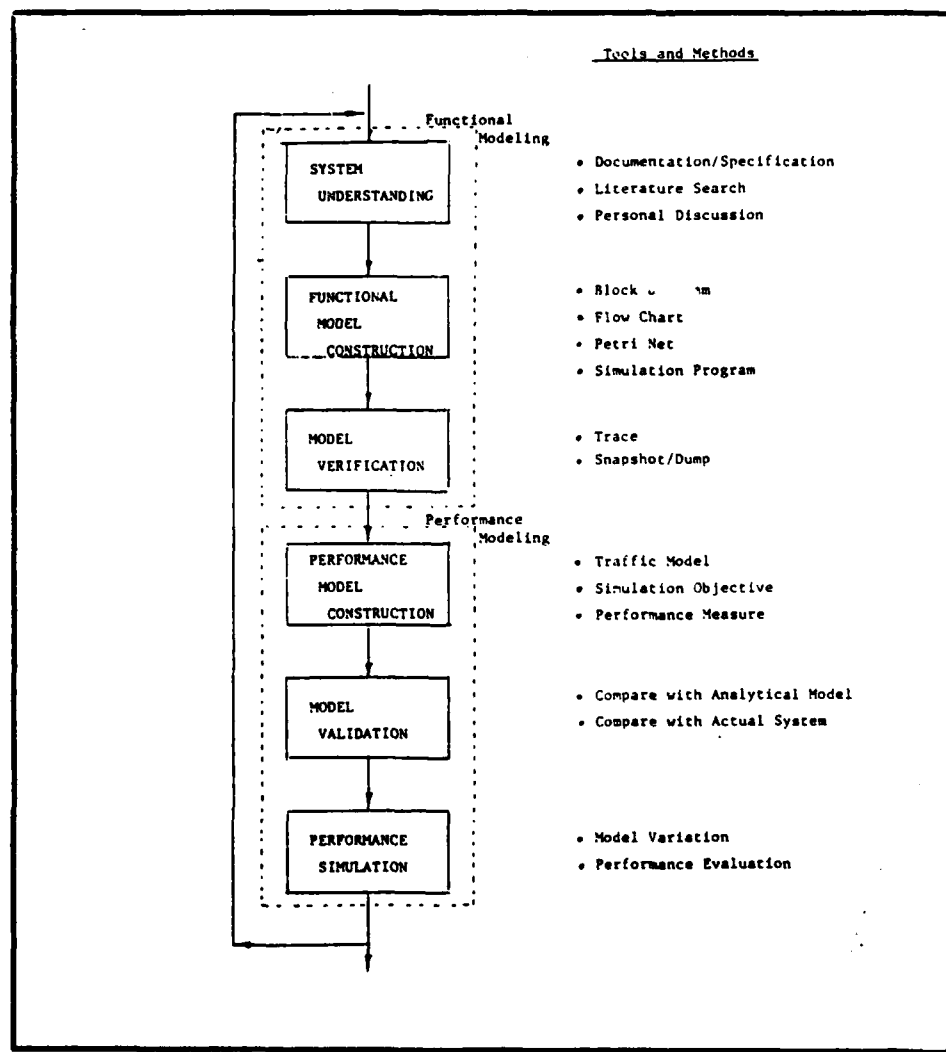 Tools and Methods
Functional
Modeling
SYSTEM
UNDERSTANDING
• Documentation/Specification
• Literature Search
• Personal Discussion
FUNCTIONAL
MODEL
CONSTRUCTION
• Block
• Flow Chart
• Petri Net
• Simulation Program
MODEL
VERIFICATION
• Trace
• Snapshot/Dump
Performance
Modeling
PERFORMANCE
MODEL
CONSTRUCTION
• Traffic Model
• Simulation Objective
• Performance Measure
MODEL
VALIDATION
• Compare with Analytical Model
• Compare with Actual System
PERFORMANCE
SIMULATION
• Model Variation
• Performance Evaluation